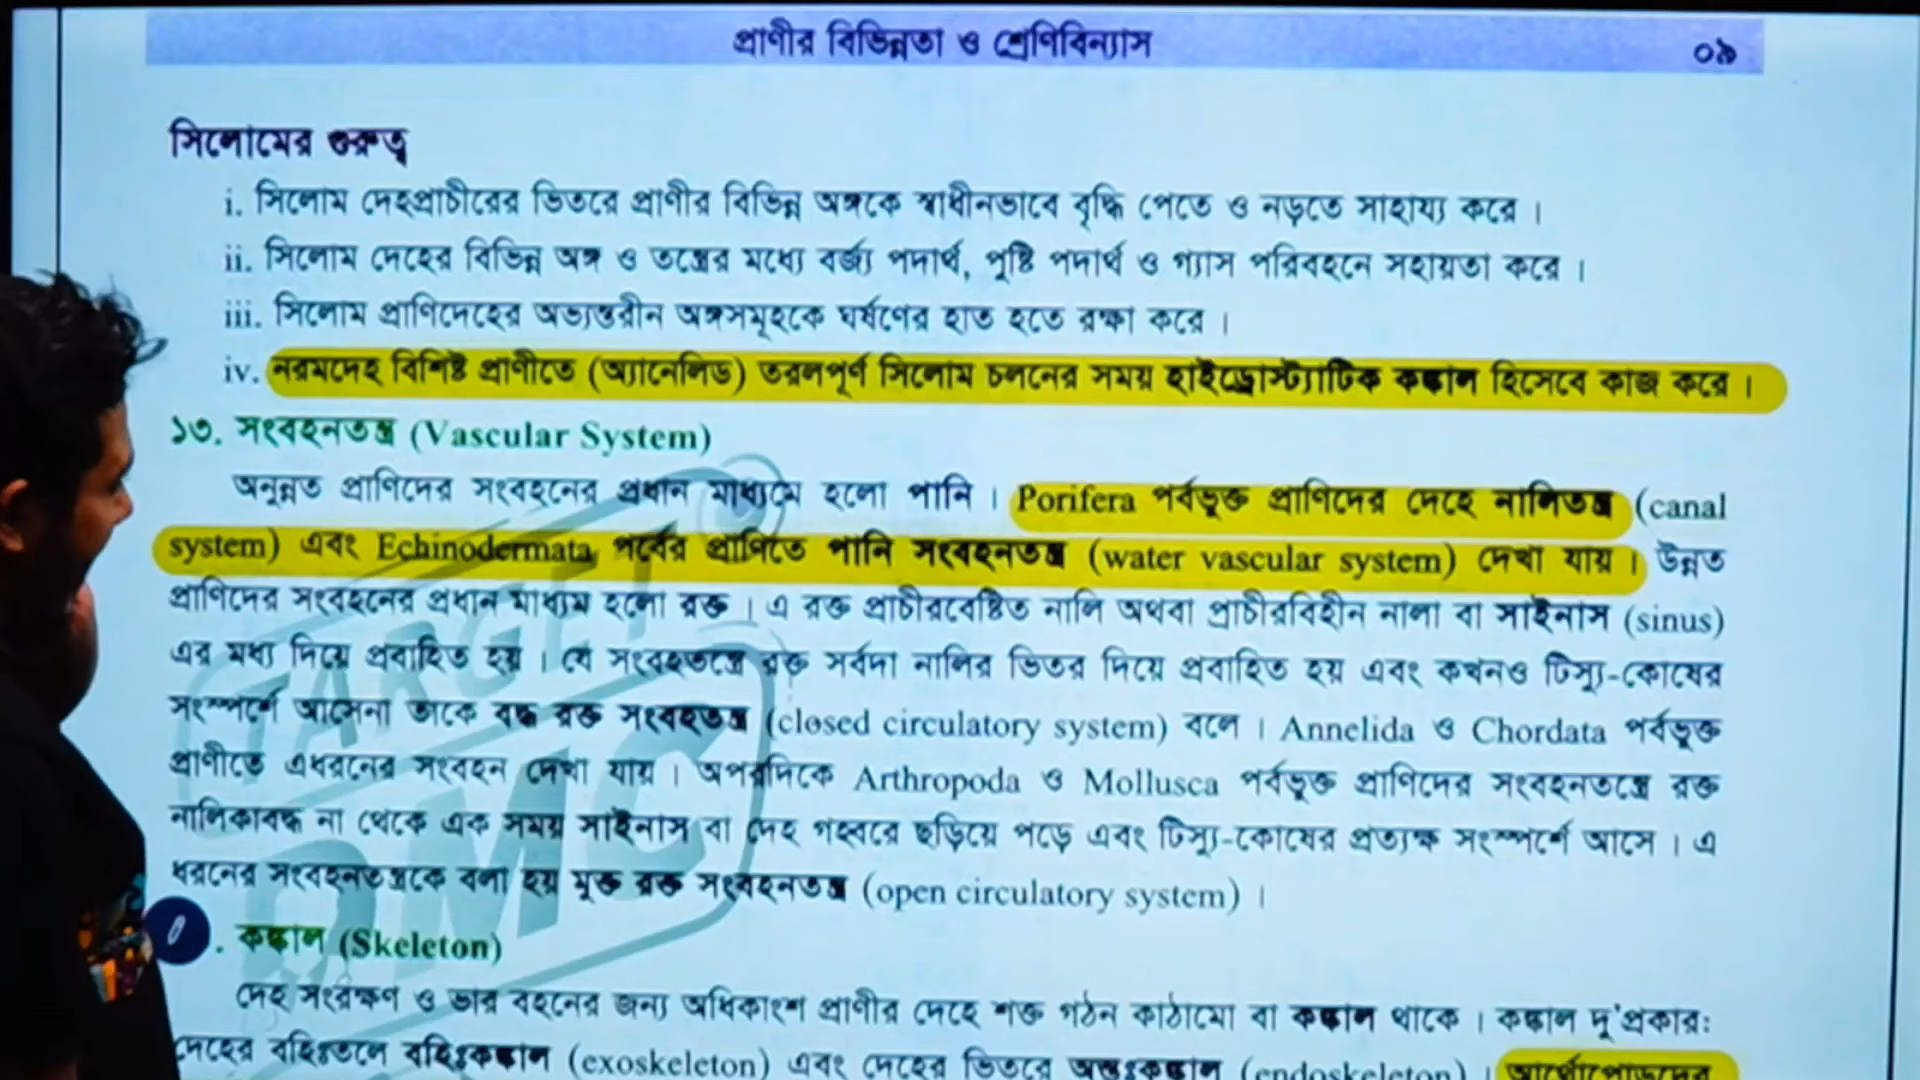 প্রাণীর বিভিন্নতা ও শ্রেণিবিন্যাস ০৯
সিলোমের গুরুত্ব
i. সিলোম দেহপ্রাচীরের ভিতরে প্রাণীর বিভিন্ন অঙ্গকে স্বাধীনভাবে বৃদ্ধি পেতে ও নড়তে সাহায্য করে ।
ii. সিলোম দেহের বিভিন্ন অঙ্গ ও তন্ত্রের মধ্যে বর্জ্য পদার্থ, পুষ্টি পদার্থ ও গ্যাস পরিবহনে সহায়তা করে ।
iii. সিলোম প্রাণিদেহের অভ্যন্তরীন অঙ্গসমূহকে ঘর্ষণের হাত হতে রক্ষা করে ।
iv. নরমদেহ বিশিষ্ট প্রাণীতে (অ্যানেলিড) তরলপূর্ণ সিলোম চলনের সময় হাইড্রোস্ট্যাটিক কঙ্কাল হিসেবে কাজ করে ।
১৩. সংবহনতন্ত্র (Vascular System)
অনুন্নত প্রাণিদের সংবহনের প্রধান মাধ্যমে হলো পানি । Porifera পর্বভূক্ত প্রাণিদের দেহে নালিতন্ত্র (canal
system) এবং Echinodermata পর্বের প্রাণিতে পানি সংবহনতন্ত্র (water vascular system) দেখা যায় । উন্নত
প্রাণিদের সংবহনের প্রধান মাধ্যম হলো রক্ত । এ রক্ত প্রাচীরবেষ্টিত নালি অথবা প্রাচীরবিহীন নালা বা সাইনাস (sinus)
এর মধ্য দিয়ে প্রবাহিত হয় । যে সংবহতন্ত্রে রক্ত সর্বদা নালির ভিতর দিয়ে প্রবাহিত হয় এবং কখনও টিস্যু-কোষের
সংস্পর্শে আসেনা তাকে বদ্ধ রক্ত সংবহতন্ত্র (closed circulatory system) বলে । Annelida ও Chordata পর্বভূক্ত
প্রাণীতে এধরনের সংবহন দেখা যায় । অপরদিকে Arthropoda ও Mollusca পর্বভূক্ত প্রাণিদের সংবহনতন্ত্রে রক্ত
নালিকাবদ্ধ না থেকে এক সময় সাইনাস বা দেহ গহ্বরে ছড়িয়ে পড়ে এবং টিস্যু-কোষের প্রত্যক্ষ সংস্পর্শে আসে । এ
ধরনের সংবহনতন্ত্রকে বলা হয় মুক্ত রক্ত সংবহনতন্ত্র (open circulatory system) ।
. কঙ্কাল (Skeleton)
দেহ সংরক্ষণ ও ভার বহনের জন্য অধিকাংশ প্রাণীর দেহে শক্ত গঠন কাঠামো বা কঙ্কাল থাকে । কঙ্কাল দু'প্রকার:
দেহের বহিঃতলে বহিঃকঙ্কাল (exoskeleton) এবং দেহের ভিতরে অন্তঃকঙ্কাল (endoskeleton) । আর্থ্রোপোডদের
TARGET
DMC